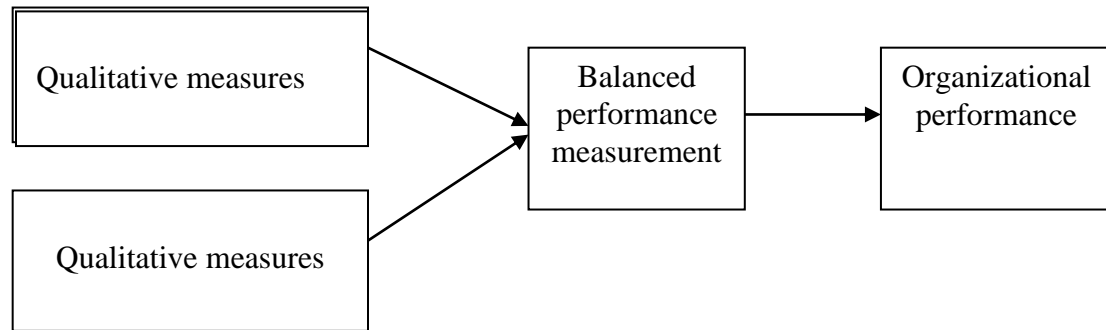 Qualitative measures
Qualitative measures
Balanced
performance
measurement
Organizational
performance